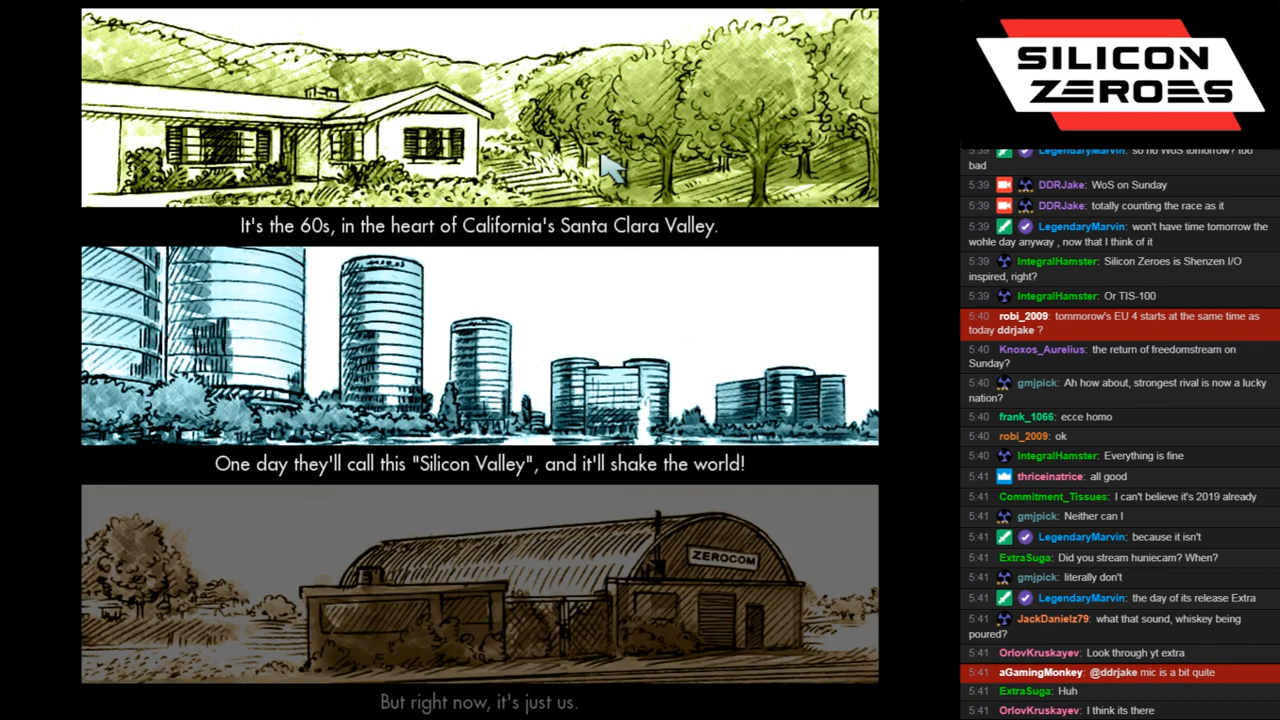 It's the 60s, in the heart of California's Santa Clara Valley.
One day they'll call this "Silicon Valley", and it'll shake the world!
ZEROCOM
But right now, it's just us.
SILICON
ZEROES
5:39 LegendaryMarvin: so no WoS tomorrow? too
bad
5:39 DDRJake: WoS on Sunday
5:39 DDRJake: totally counting the race as it
5:39 LegendaryMarvin: won't have time tomorrow the
wohle day anyway , now that I think of it
5:39 IntegralHamster: Silicon Zeroes is Shenzen I/O
inspired, right?
5:39 IntegralHamster: Or TIS-100
5:40 robi_2009: tommorow's EU 4 starts at the same time as
today ddrjake ?
5:40 Knoxos_Aurelius: the return of freedomstream on
Sunday?
5:40 gmjpick: Ah how about, strongest rival is now a lucky
nation?
5:40 frank_1066: ecce homo
5:40 robi_2009: ok
5:40 IntegralHamster: Everything is fine
5:41 thriceinatrice: all good
5:41 Commitment_Tissues: I can't believe it's 2019 already
5:41 gmjpick: Neither can I
5:41 LegendaryMarvin: because it isn't
5:41 ExtraSuga: Did you stream huniecam? When?
5:41 gmjpick: literally don't
5:41 LegendaryMarvin: the day of its release Extra
5:41 JackDanielz79: what that sound, whiskey being
poured?
5:41 OrlovKruskayev: Look through yt extra
5:41 aGamingMonkey: @ddrjake mic is a bit quite
5:41 ExtraSuga: Huh
5:41 OrlovKruskayev: I think its there